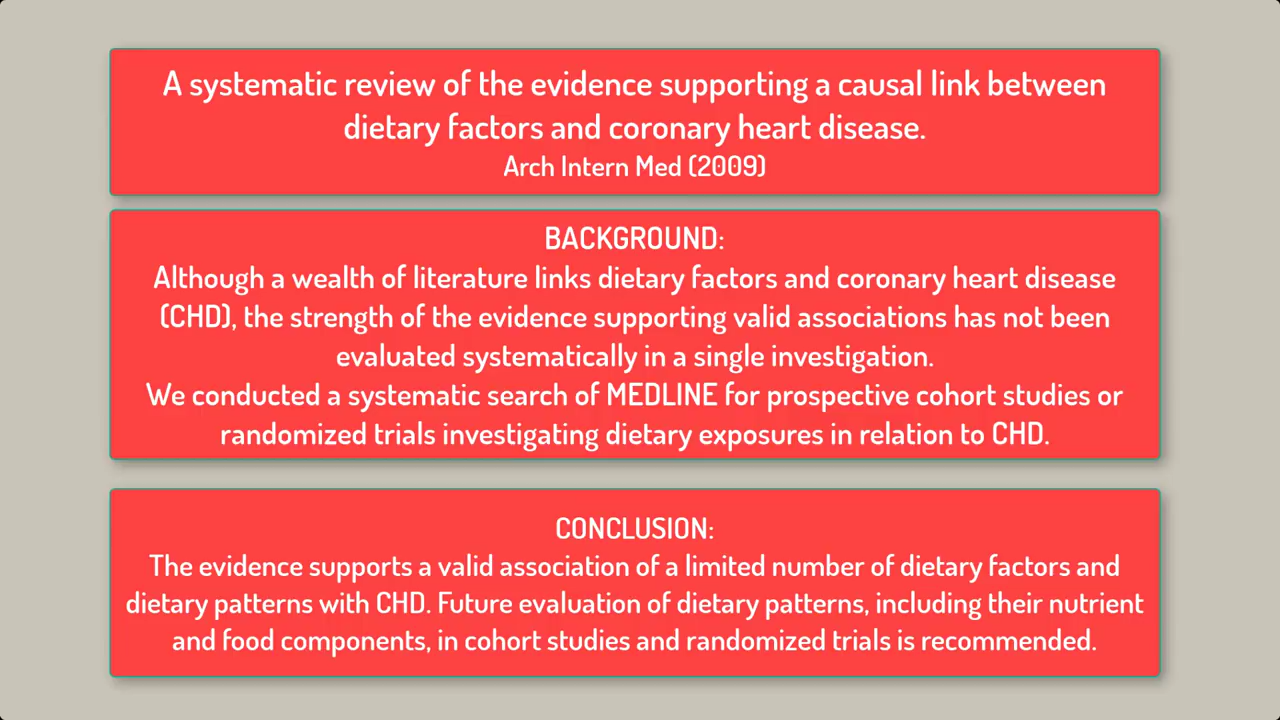 A systematic review of the evidence supporting a causal link between
dietary factors and coronary heart disease.
Arch Intern Med (2009)
BACKGROUND:
Although a wealth of literature links dietary factors and coronary heart disease
(CHD), the strength of the evidence supporting valid associations has not been
evaluated systematically in a single investigation.
We conducted a systematic search of MEDLINE for prospective cohort studies or
randomized trials investigating dietary exposures in relation to CHD.
CONCLUSION:
The evidence supports a valid association of a limited number of dietary factors and
dietary patterns with CHD. Future evaluation of dietary patterns, including their nutrient
and food components, in cohort studies and randomized trials is recommended.